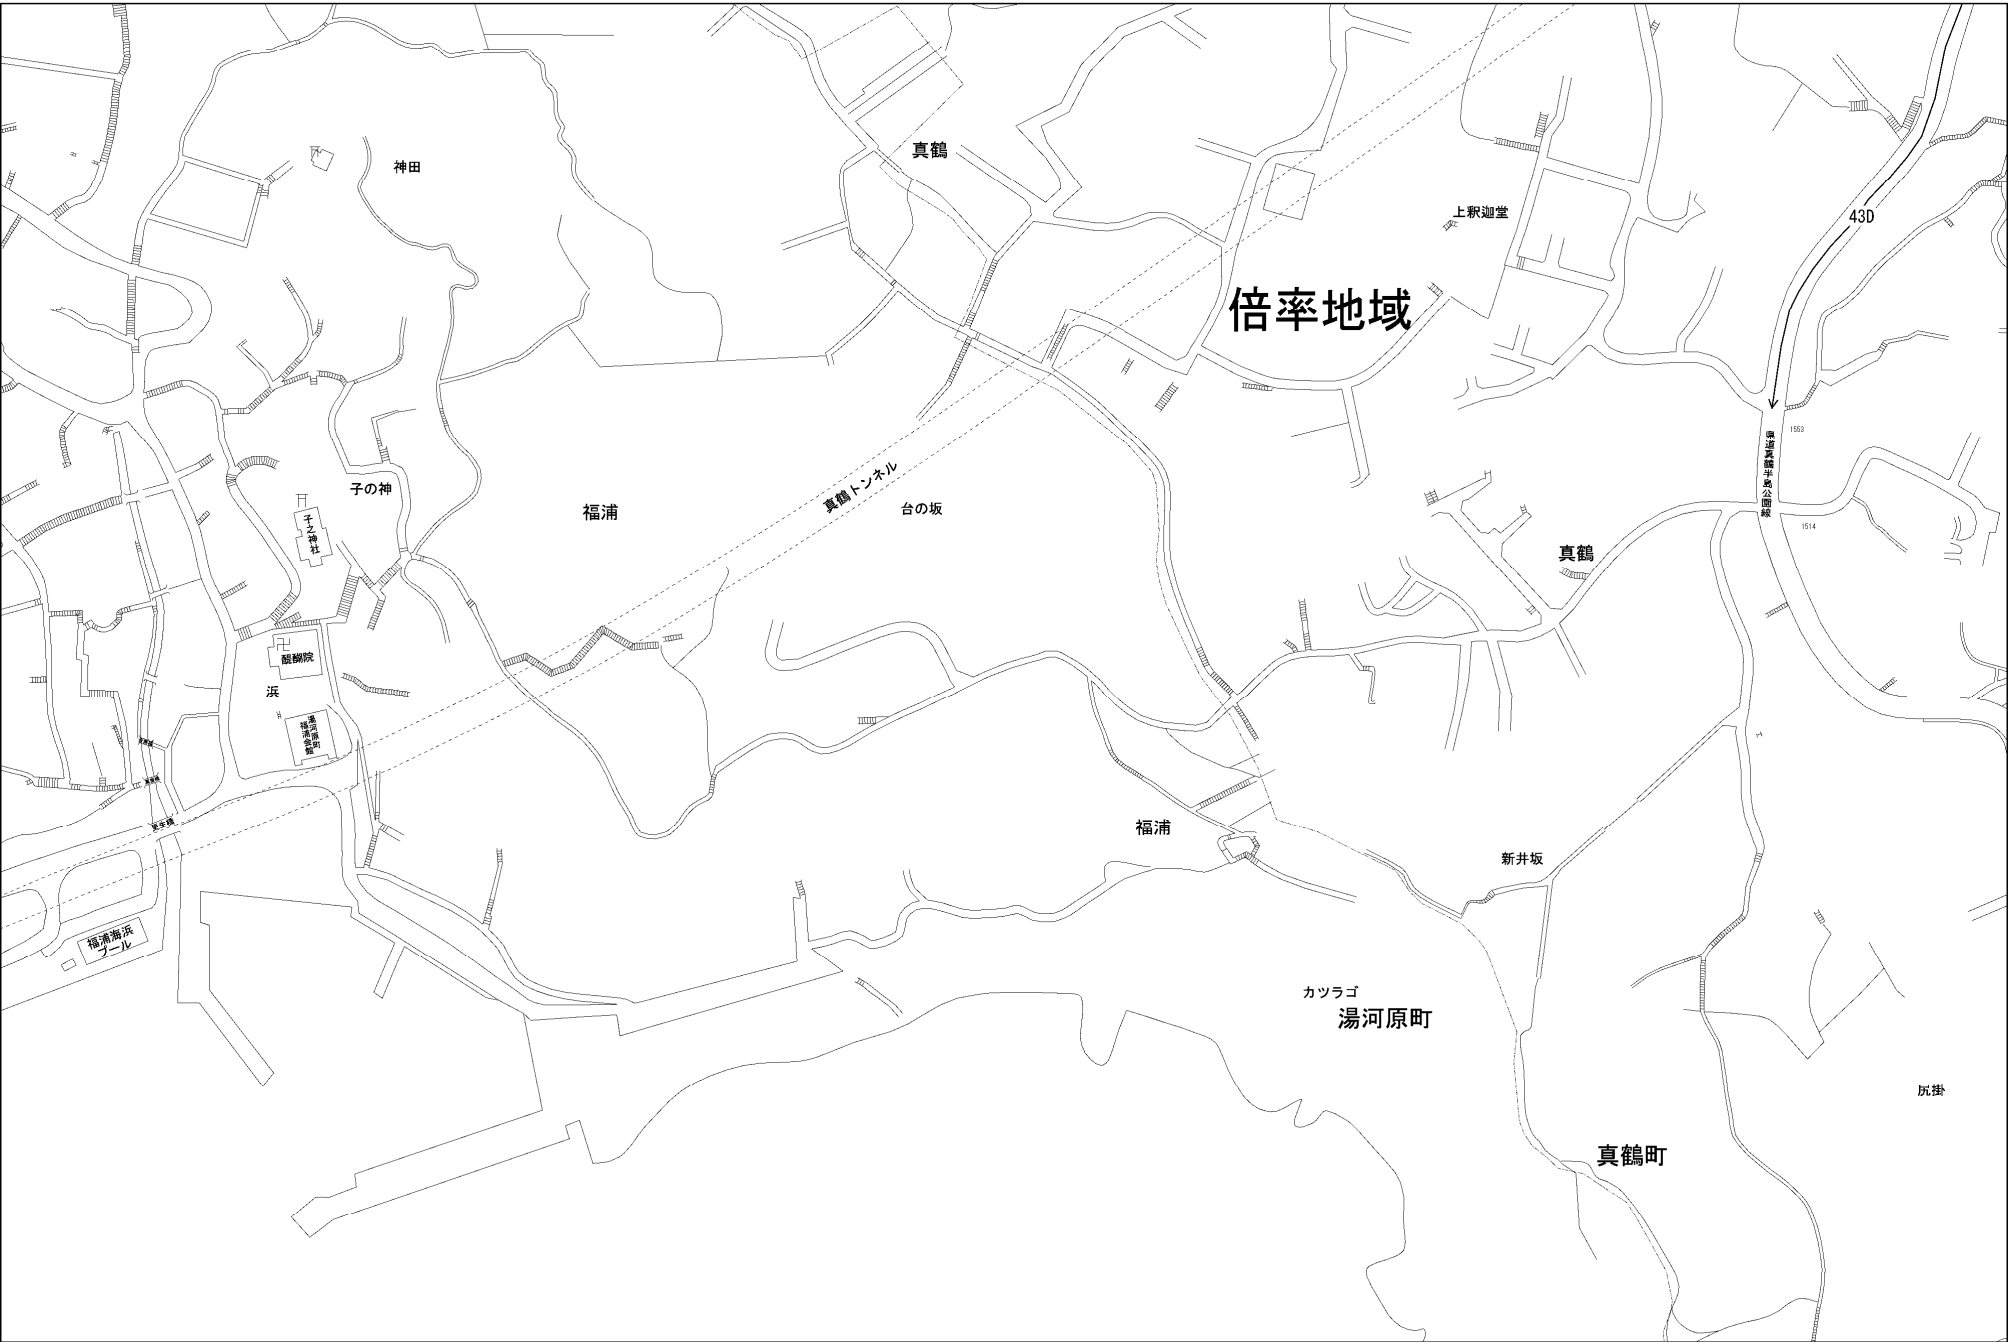 真鶴
神田
上釈迦堂
43D
倍率地域
1553
県道真鶴半島公園線
真鶴トンネル
子の神
福浦
台の坂
子之神社
1514
真鶴
醍醐院
浜
湯河原町
福浦会館
福浦
新井坂
福浦海浜
プール
カツラゴ
湯河原町
尻掛
真鶴町